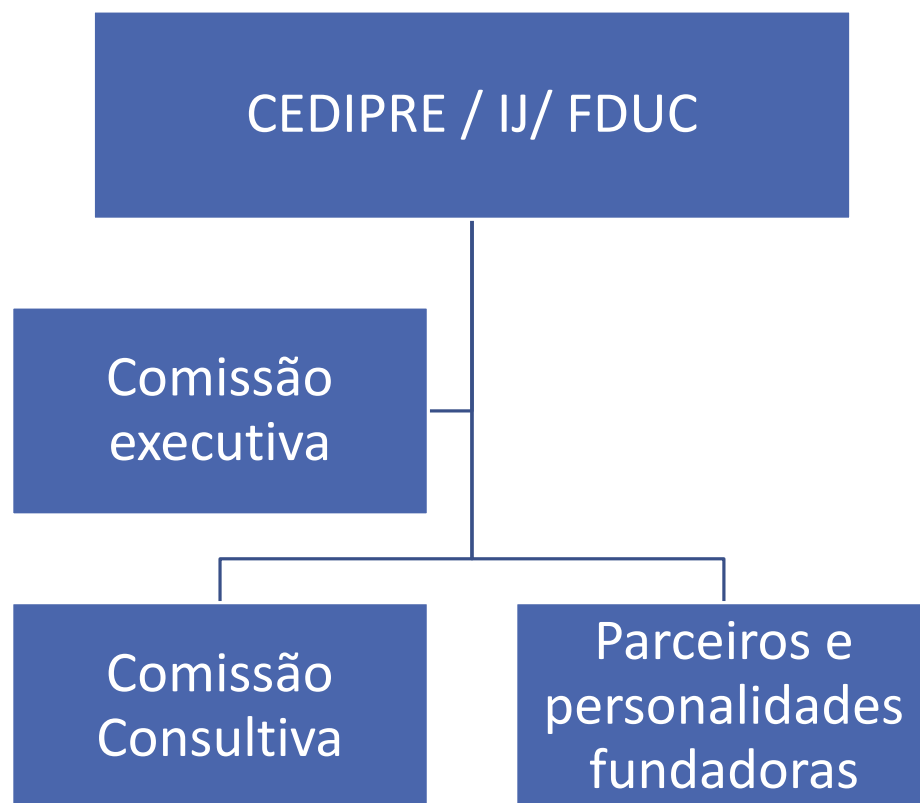 CEDIPRE / IJ/ FDUC
Comissão
executiva
Comissão
Consultiva
Parceiros e
personalidades
fundadoras